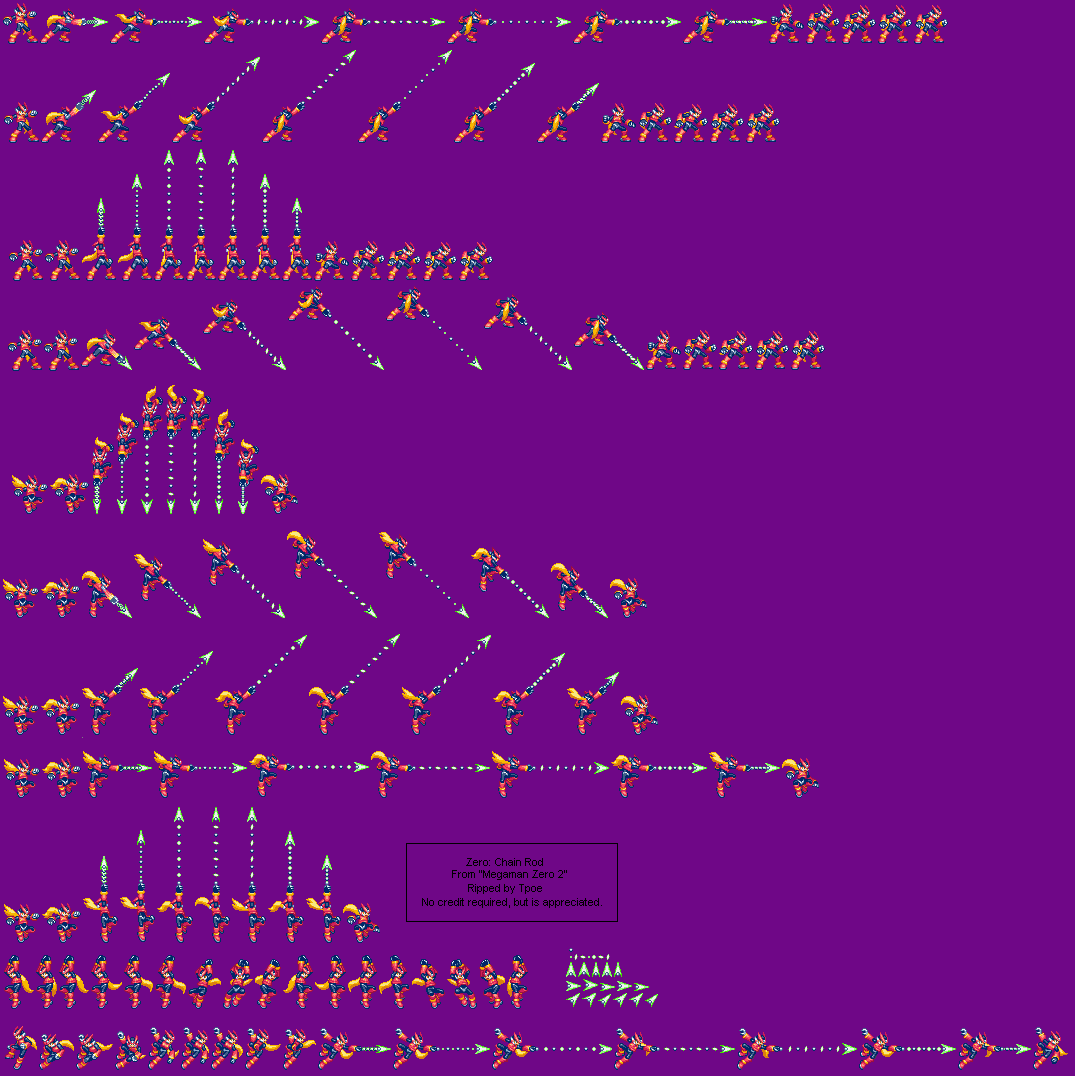 Zero: Chain Rod
From "Megaman Zero 2"
Ripped by Tpoe
No credit required, but is appreciated.